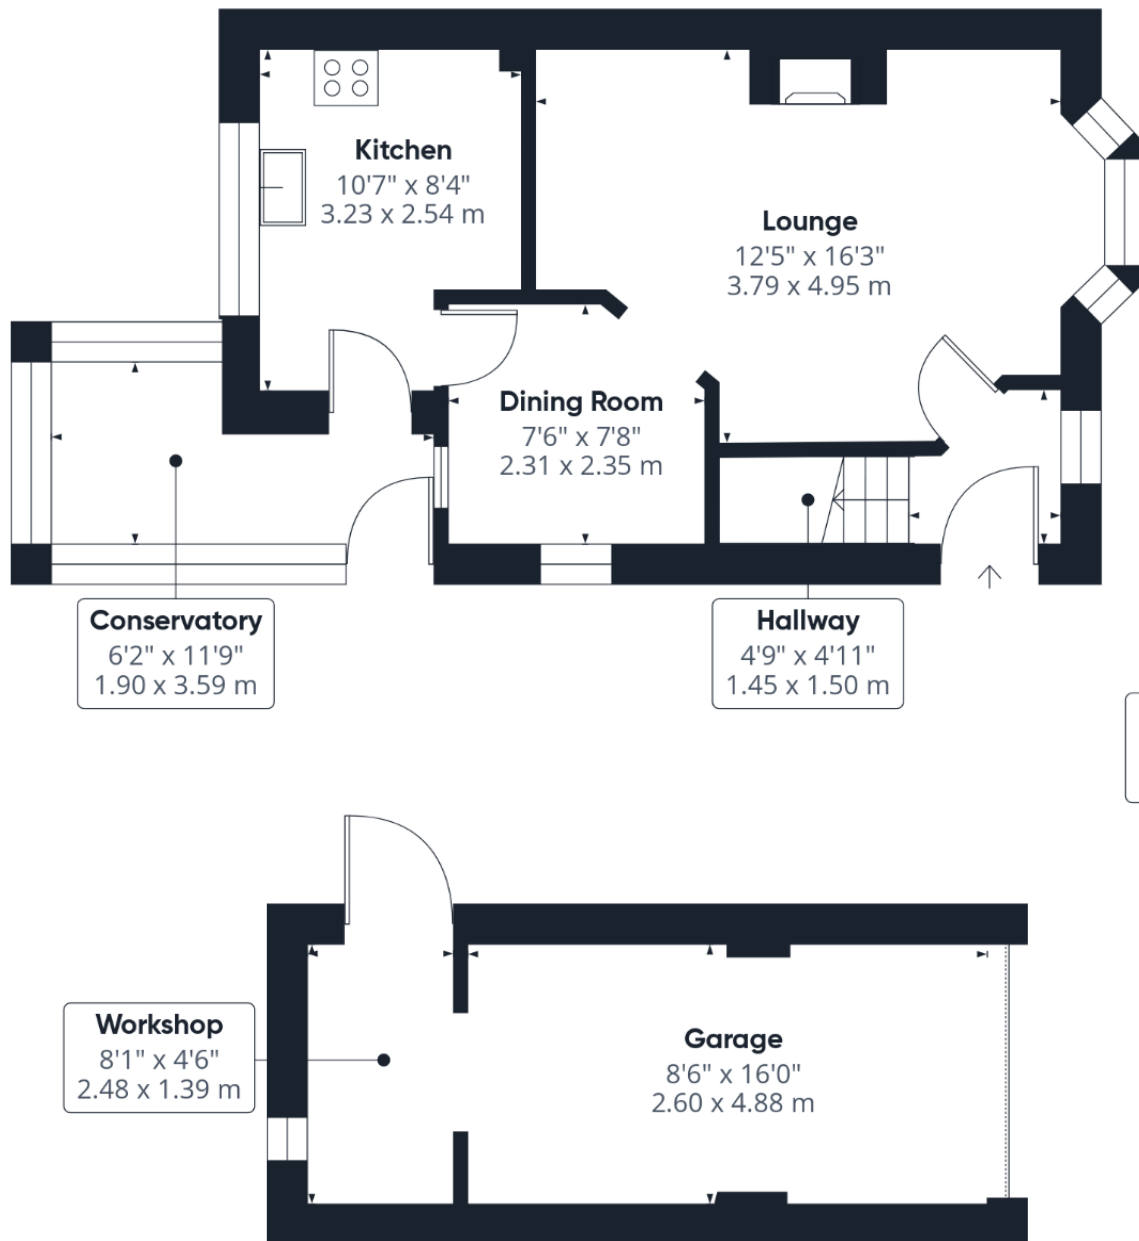 Kitchen
10'7" x 8'4"
3.23 x 2.54 m
Lounge
12'5" x 16'3"
3.79 x 4.95 m
Dining Room
7'6" x 7'8"
2.31 x 2.35 m
Conservatory
6'2" x 11'9"
1.90 x 3.59 m
Hallway
4'9" x 4'11"
1.45 x 1.50 m
Workshop
8'1" x 4'6"
2.48 x 1.39 m
Garage
8'6" x 16'0"
2.60 x 4.88 m